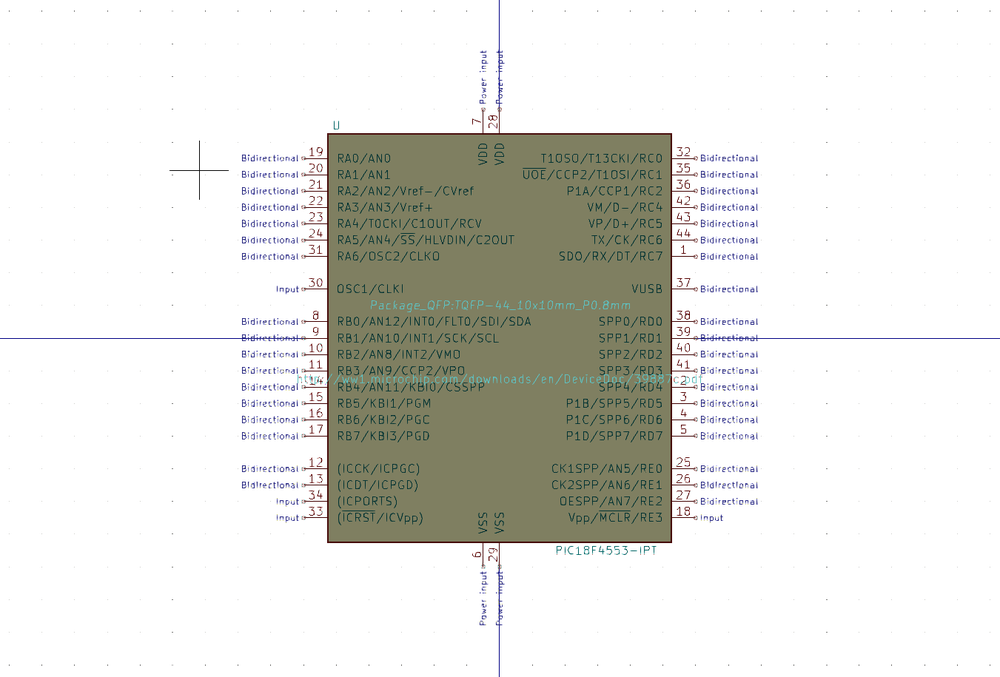 Power input Power input
7 28
U
VDD VDD
Bidirectional 19 RA0/AN0 T1OSO/T13CKI/RC0 32 Bidirectional
Bidirectional 20 RA1/AN1 UOE/CCP2/T1OSI/RC1 35 Bidirectional
Bidirectional 21 RA2/AN2/Vref-/CVref P1A/CCP1/RC2 36 Bidirectional
Bidirectional 22 RA3/AN3/Vref+ VM/D-/RC4 42 Bidirectional
Bidirectional 23 RA4/T0CKI/C1OUT/RCV VP/D+/RC5 43 Bidirectional
Bidirectional 24 RA5/AN4/SS/HLVDIN/C2OUT TX/CK/RC6 44 Bidirectional
Bidirectional 31 RA6/OSC2/CLKO SDO/RX/DT/RC7 1 Bidirectional
Input 30 OSC1/CLKI VUSB 37 Bidirectional
Package_QFP:TQFP-44_10x10mm_P0.8mm
Bidirectional 8 RB0/AN12/INT0/FLT0/SDI/SDA SPP0/RD0 38 Bidirectional
Bidirectional 9 RB1/AN10/INT1/SCK/SCL SPP1/RD1 39 Bidirectional
Bidirectional 10 RB2/AN8/INT2/VMO SPP2/RD2 40 Bidirectional
Bidirectional 11 RB3/AN9/CCP2/VPO SPP3/RD3 41 Bidirectional
http://ww1.microchip.com/downloads/en/DeviceDoc/39887c.pdf
Bidirectional 14 RB4/AN11/KBI0/CSSPP SPP4/RD4 2 Bidirectional
Bidirectional 15 RB5/KBI1/PGM P1B/SPP5/RD5 3 Bidirectional
Bidirectional 16 RB6/KBI2/PGC P1C/SPP6/RD6 4 Bidirectional
Bidirectional 17 RB7/KBI3/PGD P1D/SPP7/RD7 5 Bidirectional
Bidirectional 12 (ICCK/ICPGC) CK1SPP/AN5/RE0 25 Bidirectional
Bidirectional 13 (ICDT/ICPGD) CK2SPP/AN6/RE1 26 Bidirectional
Input 34 (ICPORTS) OESPP/AN7/RE2 27 Bidirectional
Input 33 (ICRST/ICVpp) Vpp/MCLR/RE3 18 Input
VSS VSS
PIC18F4553-IPT
6 29
Power input Power input